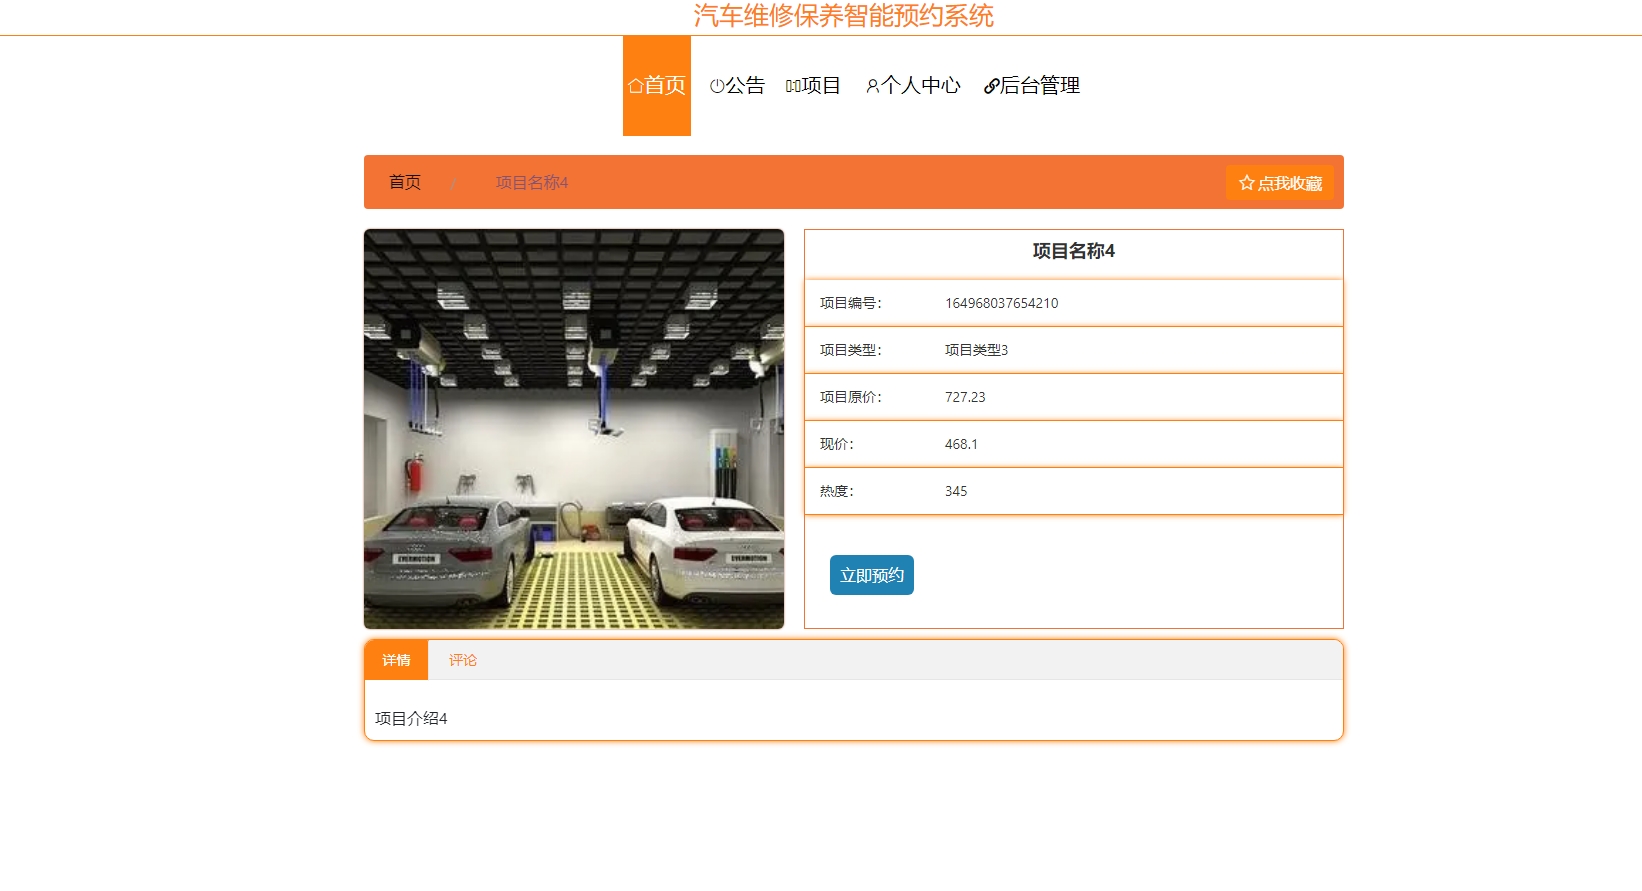 汽车维修保养智能预约系统
首页 公告 项目 个人中心 后台管理
首页 / 项目名称4 点我收藏
项目名称4
项目编号： 164968037654210
项目类型： 项目类型3
项目原价： 727.23
现价： 468.1
热度： 345
EVERMOTION EVERMOTION
立即预约
详情 评论
项目介绍4